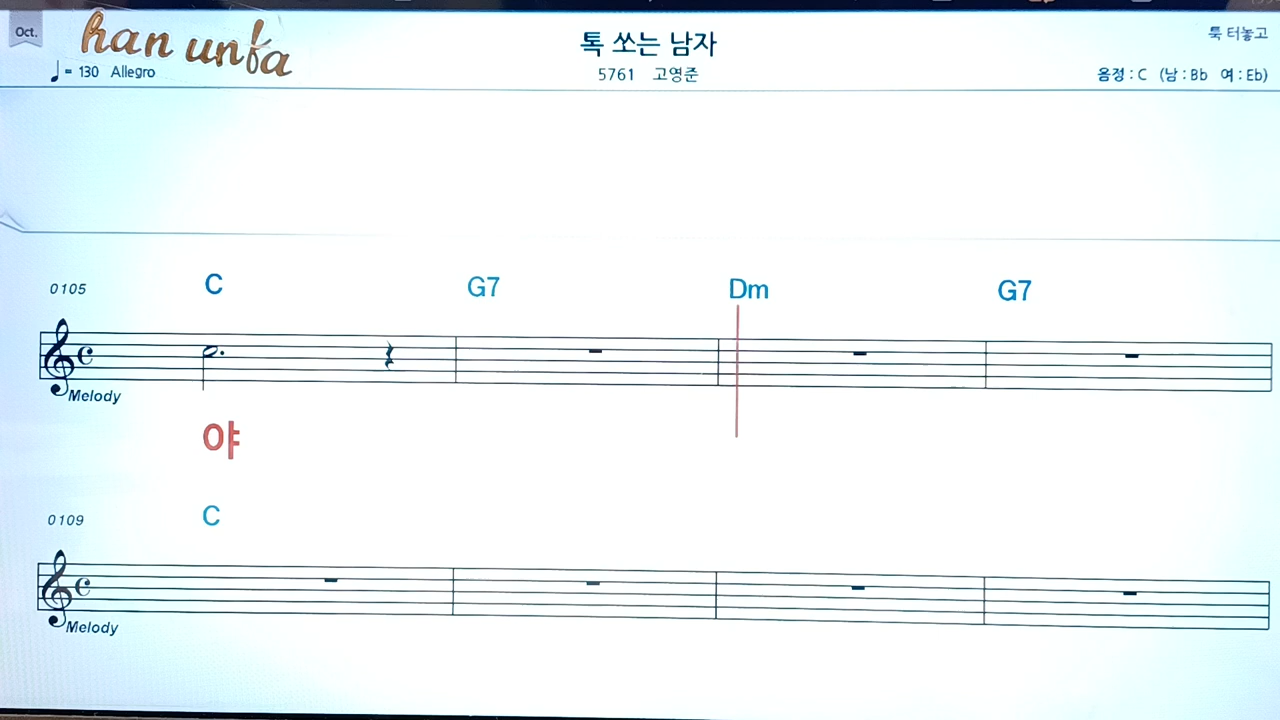 Oct.
han unfa
톡 쏘는 남자
툭 터놓고
♩= 130 Allegro
5761 고영준
음정 : C (남 : Bb 여 : Eb)
0105
C G7 Dm G7
Melody
야
0109
C
Melody